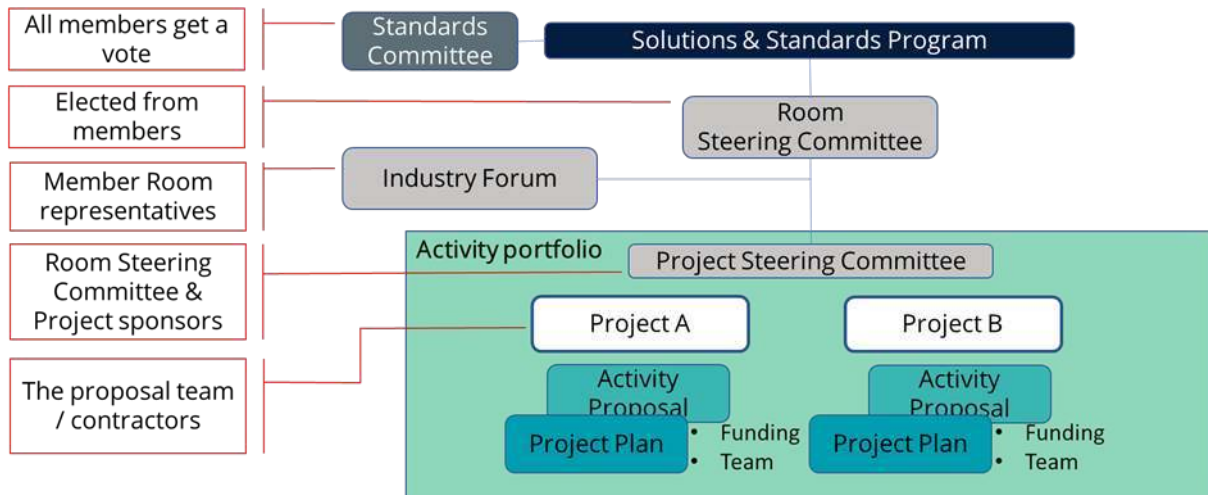 All members get a
vote
Standards
Committee
Solutions & Standards Program
Elected from
members
Room
Steering Committee
Member Room
representatives
Industry Forum
Room Steering
Committee &
Project sponsors
Activity portfolio
Project Steering Committee
The proposal team
/ contractors
Project A
Project B
Activity
Proposal
Project Plan
• Funding
• Team
Activity
Proposal
Project Plan
• Funding
• Team